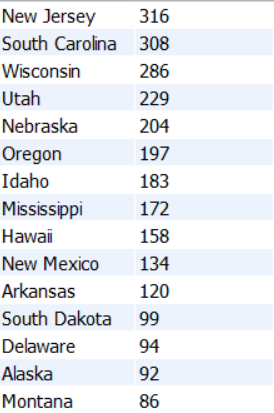 New Jersey 316
South Carolina 308
Wisconsin 286
Utah 229
Nebraska 204
Oregon 197
Idaho 183
Mississippi 172
Hawaii 158
New Mexico 134
Arkansas 120
South Dakota 99
Delaware 94
Alaska 92
Montana 86